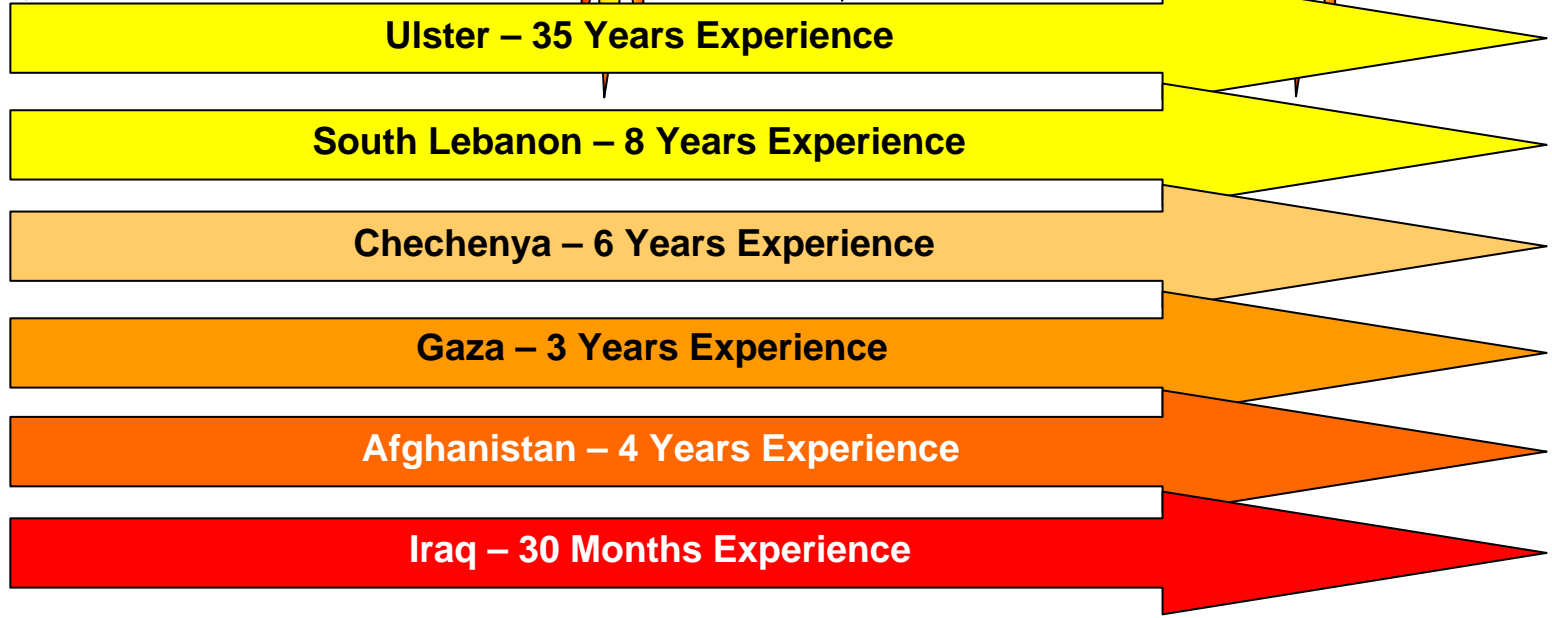 Ulster – 35 Years Experience
South Lebanon – 8 Years Experience
Chechenya – 6 Years Experience
Gaza – 3 Years Experience
Afghanistan – 4 Years Experience
Iraq – 30 Months Experience